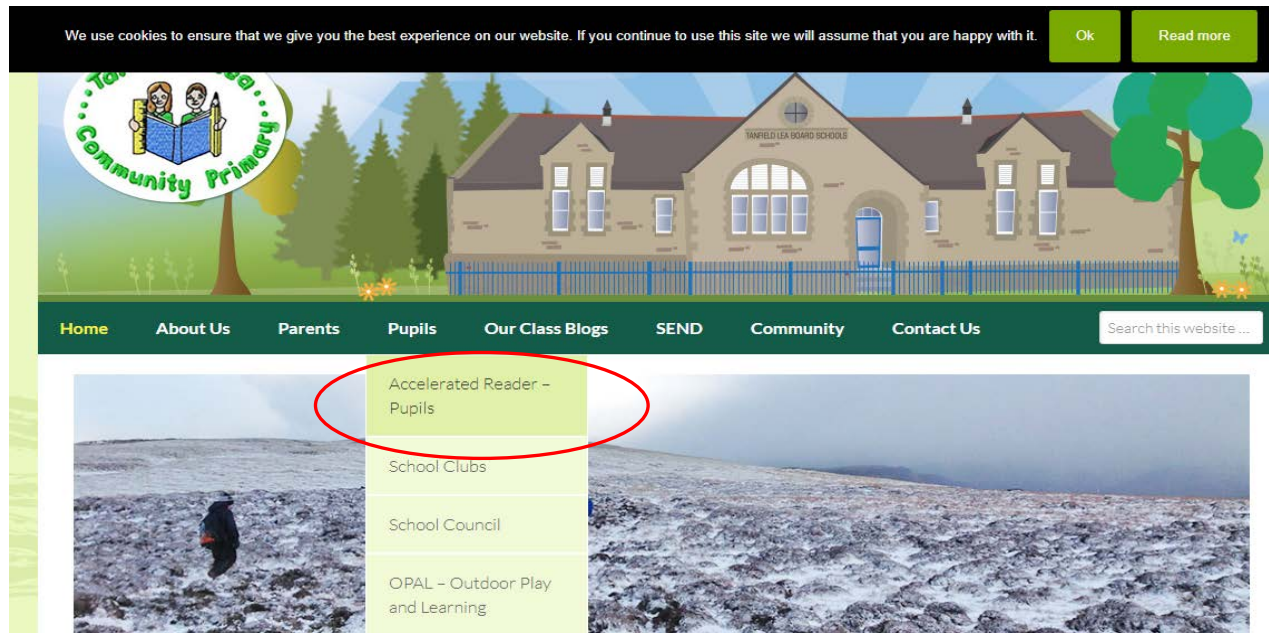 We use cookies to ensure that we give you the best experience on our website. If you continue to use this site we will assume that you are happy with it.
Ok
Read more
Community Primary
TANFIELD LEA BOARD SCHOOLS
Home
About Us
Parents
Pupils
Our Class Blogs
SEND
Community
Contact Us
Search this website ...
Accelerated Reader –
Pupils
School Clubs
School Council
OPAL – Outdoor Play
and Learning